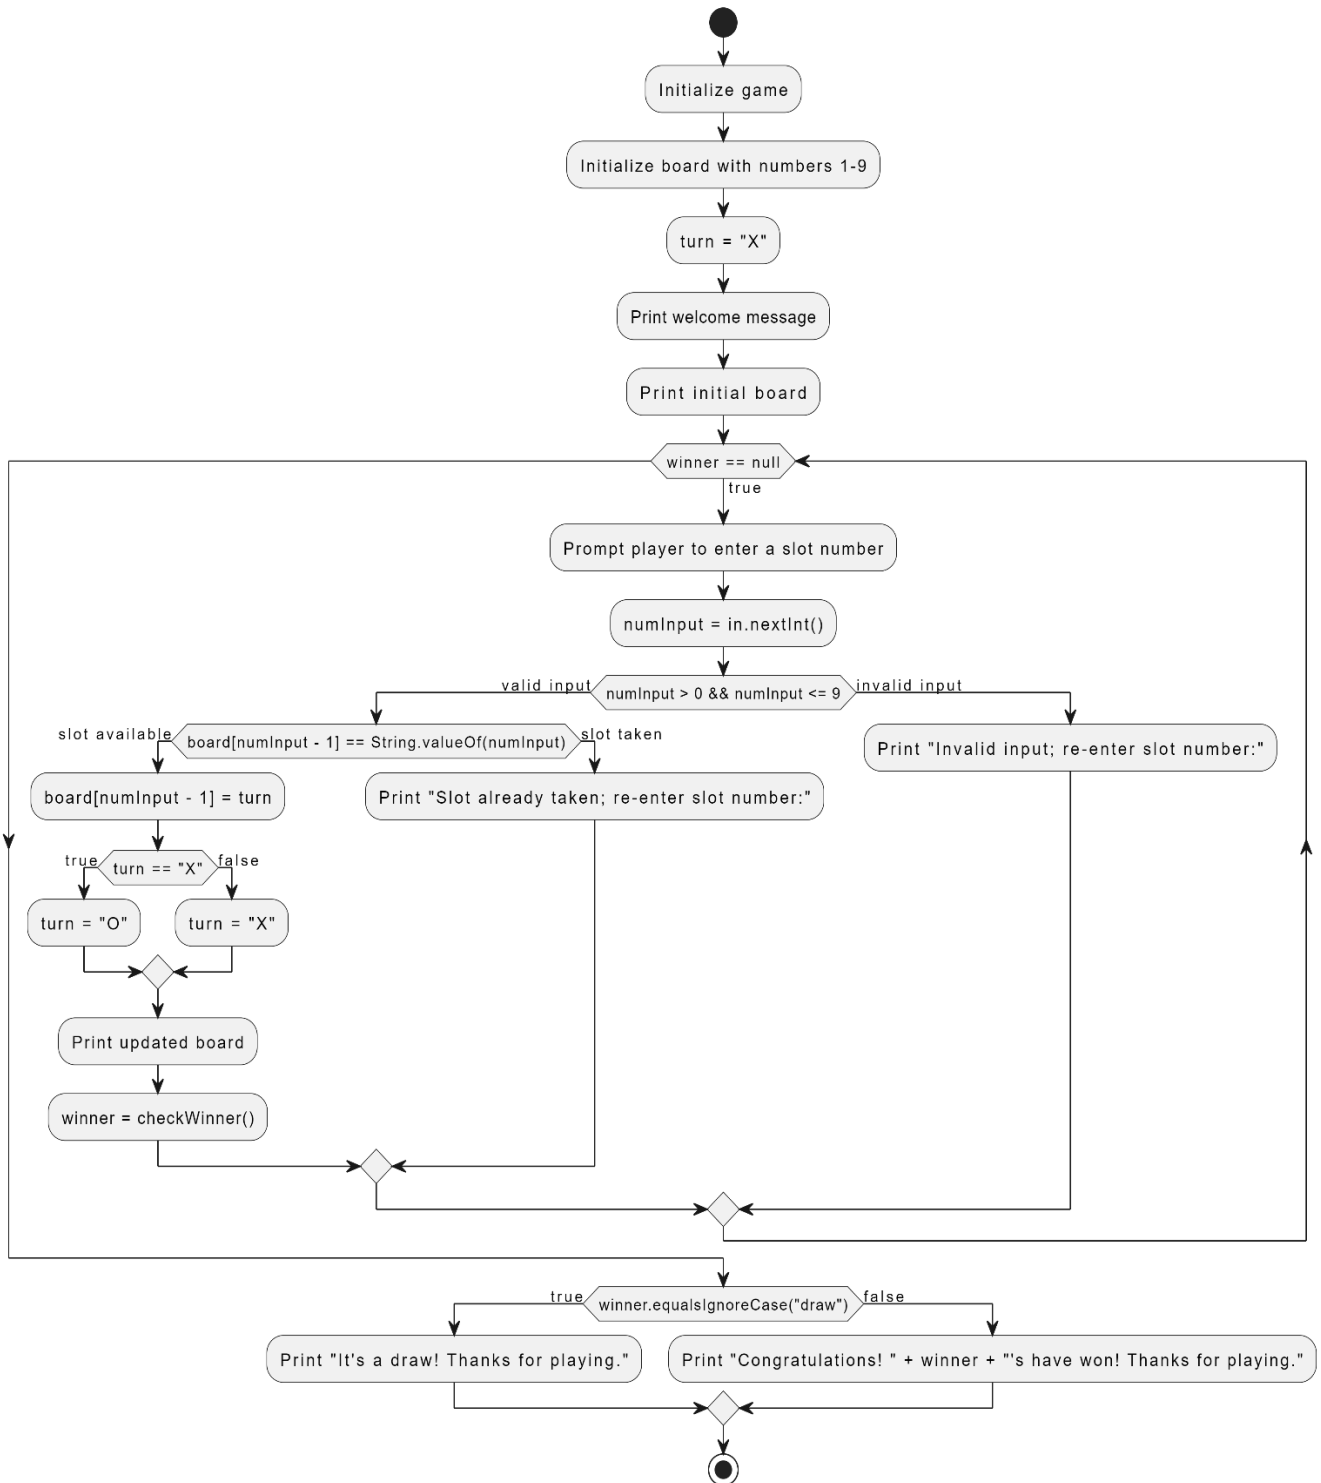 Initialize game
Initialize board with numbers 1-9
turn = "X"
Print welcome message
Print initial board
winner == null
true
Prompt player to enter a slot number
numInput = in.nextInt()
valid input
numInput > 0 && numInput <= 9
invalid input
slot available
board[numInput - 1] == String.valueOf(numInput)
slot taken
Print "Invalid input; re-enter slot number:"
board[numInput - 1] = turn
Print "Slot already taken; re-enter slot number:"
true
turn == "X"
false
turn = "O"
turn = "X"
Print updated board
winner = checkWinner()
true
winner.equalsIgnoreCase("draw")
false
Print "It's a draw! Thanks for playing."
Print "Congratulations! " + winner + "'s have won! Thanks for playing."